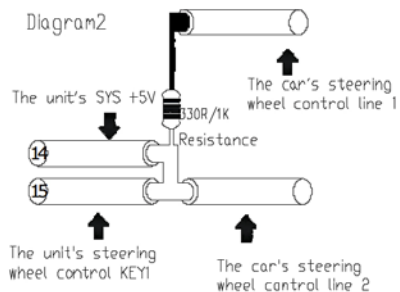 Diagram2
The car's steering
wheel control line 1
The unit's SYS +5V
330R/1K
Resistance
14
15
The unit's steering
wheel control KEY1
The car's steering
wheel control line 2